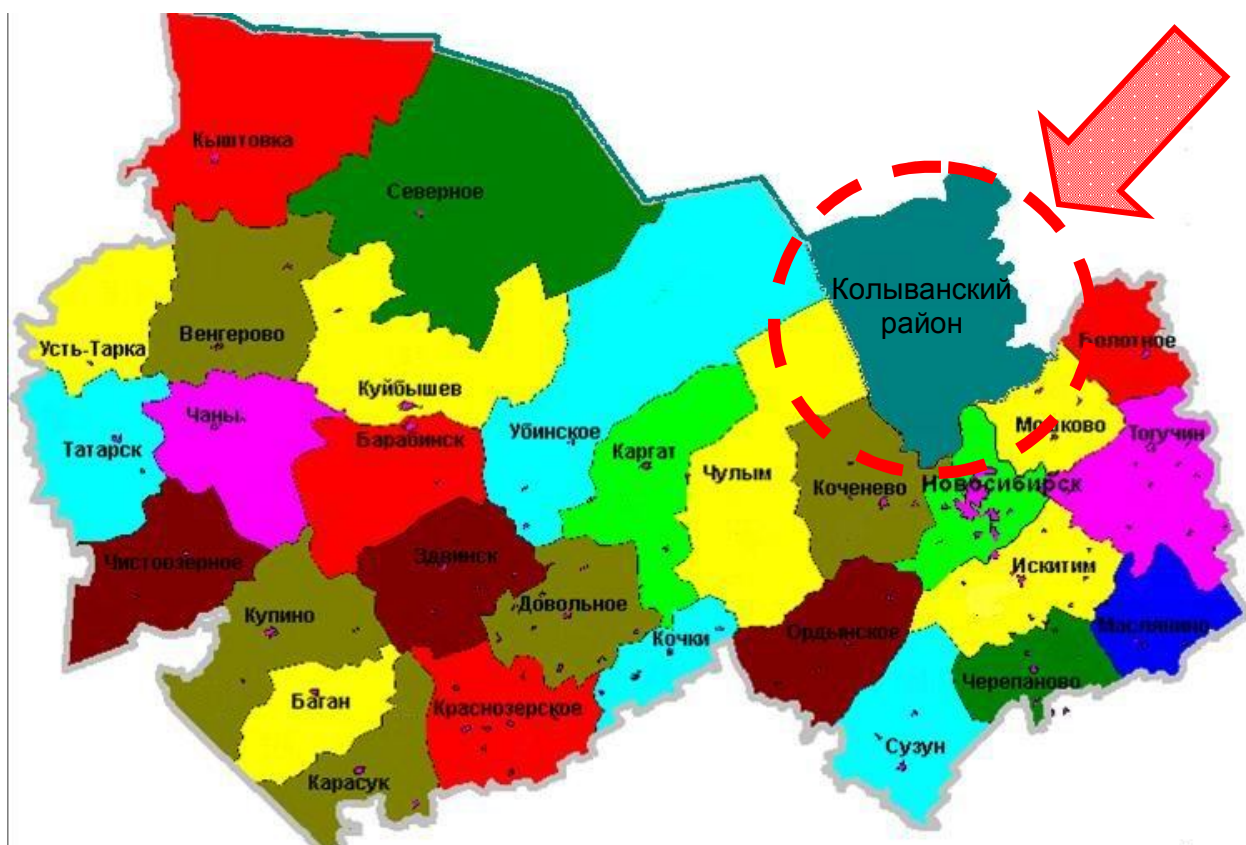 Кыштовка
Северное
Колыванский
район
Болотное
Венгерово
Усть-Тарка
Куйбышев
Чаны
Барабинск
Убинское
Мошково
Тогучин
Татарск
Каргат
Чулым
Коченево
Новосибирск
Чистоозёрное
Здвинск
Искитим
Купино
Довольное
Кочки
Ордынское
Маслянино
Баган
Краснозерское
Черепаново
Карасук
Сузун